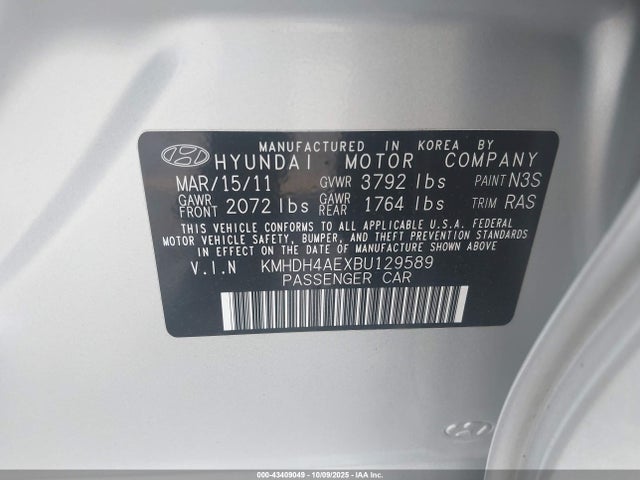 MANUFACTURED IN KOREA BY
HYUNDAI MOTOR COMPANY
MAR/15/11 GVWR 3792 lbs PAINT N3S
GAWR FRONT 2072 lbs GAWR REAR 1764 lbs TRIM RAS
THIS VEHICLE CONFORMS TO ALL APPLICABLE U.S.A. FEDERAL
MOTOR VEHICLE SAFETY, BUMPER, AND THEFT PREVENTION STANDARDS
IN EFFECT ON THE DATE OF MANUFACTURE SHOWN ABOVE.
V.I.N KMHDH4AEXBU129589
PASSENGER CAR
000-43409049 - 10/09/2025 - IAA Inc.